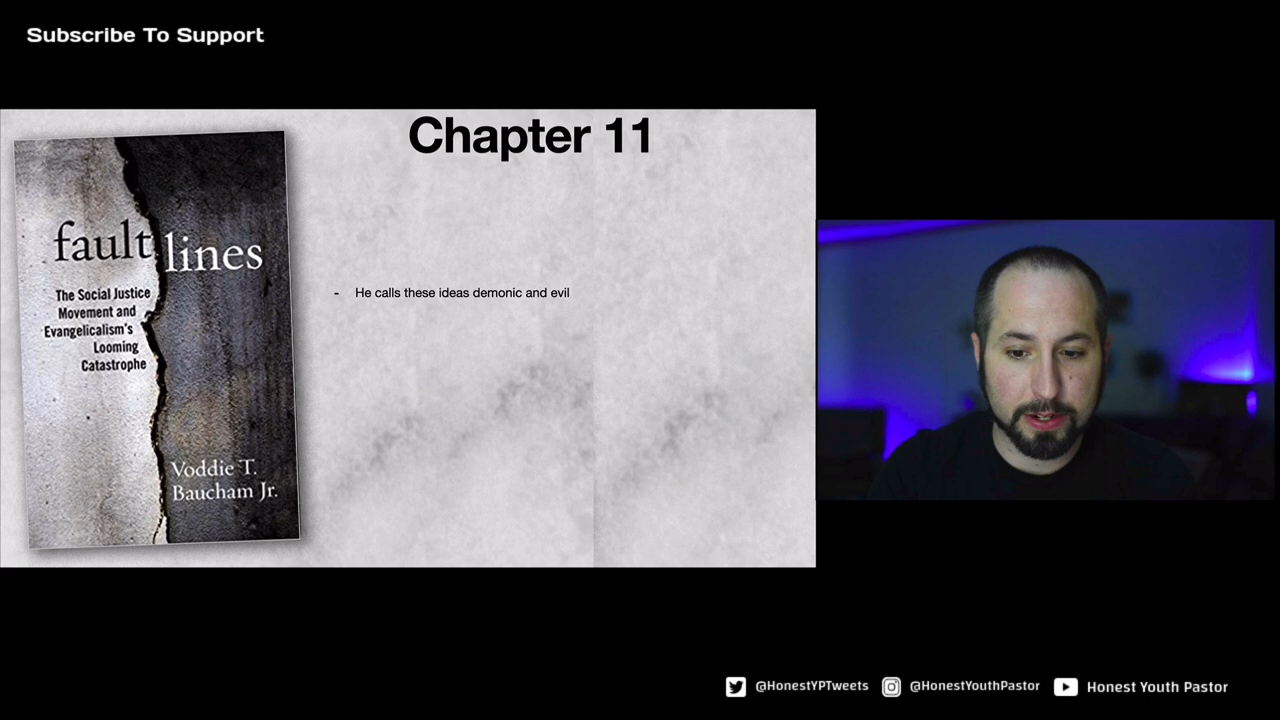 Subscribe To Support
Chapter 11
fault lines
The Social Justice
Movement and
Evangelicalism's
Looming
Catastrophe
Voddie T.
Baucham Jr.
- He calls these ideas demonic and evil
@HonestYPTweets @HonestYouthPastor Honest Youth Pastor